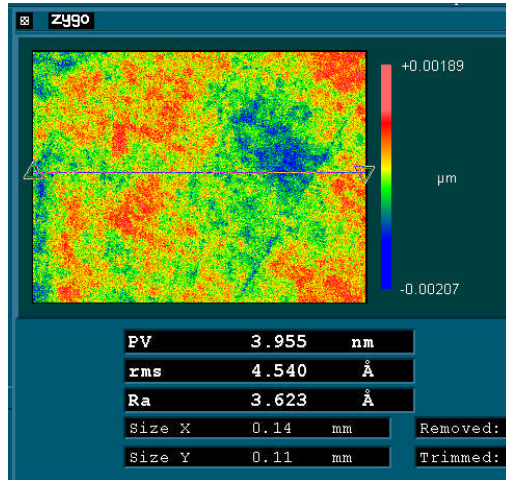 zygo
+0.00189
µm
-0.00207
PV 3.955 nm
rms 4.540 Å
Ra 3.623 Å
Size X 0.14 mm Removed:
Size Y 0.11 mm Trimmed: